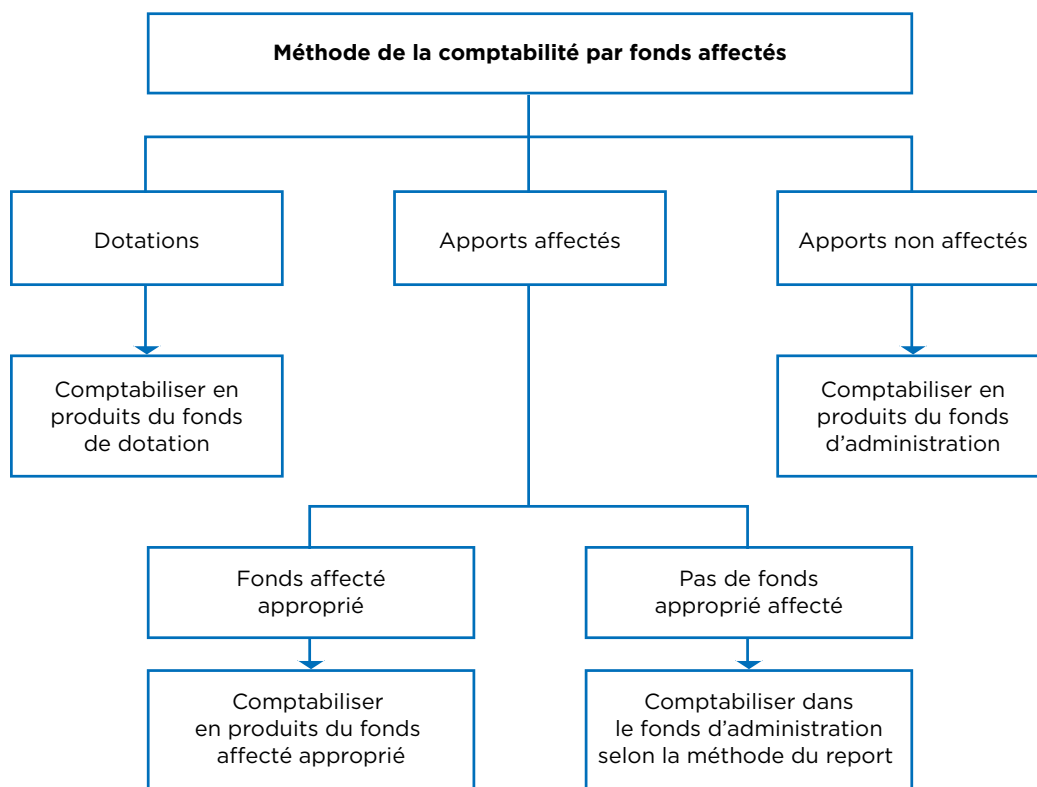 Méthode de la comptabilité par fonds affectés
Dotations
Apports affectés
Apports non affectés
Comptabiliser en
produits du fonds
de dotation
Comptabiliser en
produits du fonds
d'administration
Fonds affecté
approprié
Pas de fonds
approprié affecté
Comptabiliser
en produits du fonds
affecté approprié
Comptabiliser dans
le fonds d'administration
selon la méthode du report